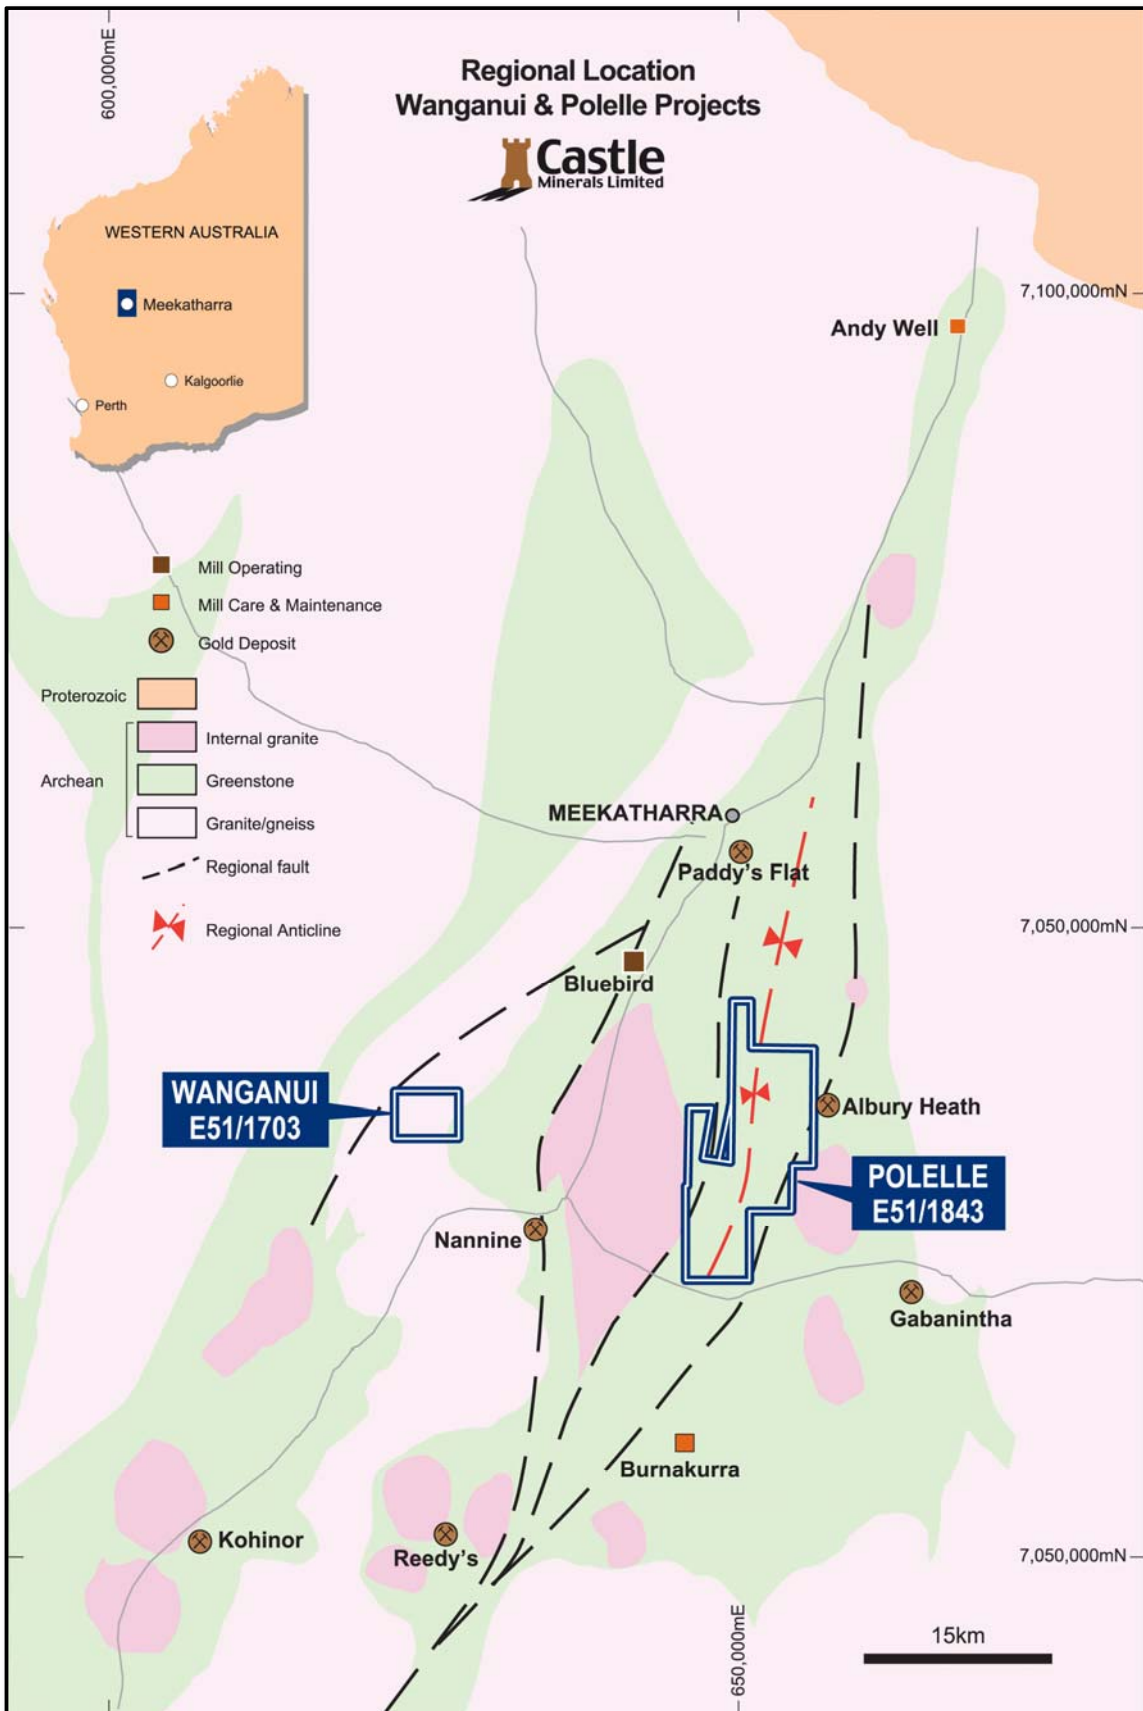 600,000mE
Regional Location
Wanganui & Polelle Projects
Castle
Minerals Limited
WESTERN AUSTRALIA
Meekatharra
Kalgoorlie
Perth
7,100,000mN
Andy Well
Mill Operating
Mill Care & Maintenance
Gold Deposit
Proterozoic
Internal granite
Archean
Greenstone
Granite/gneiss
Regional fault
Regional Anticline
MEEKATHARRA
Paddy's Flat
7,050,000mN
Bluebird
WANGANUI
E51/1703
Albury Heath
POLELLE
E51/1843
Nannine
Gabanintha
Burnakurra
Kohinor
Reedy's
7,050,000mN
650,000mE
15km